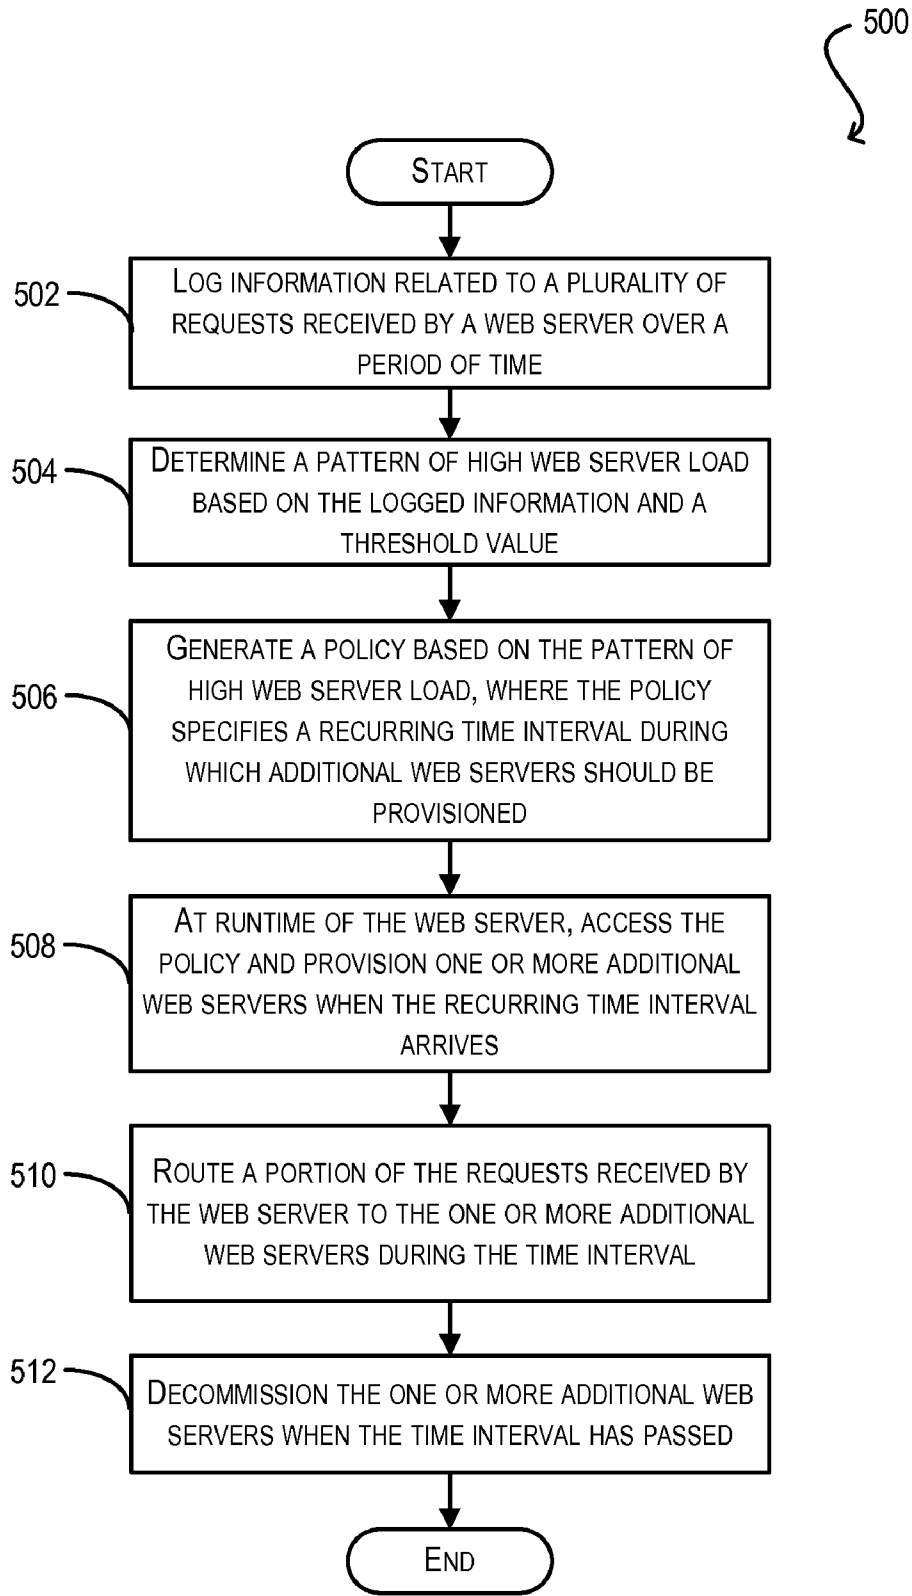 500
START
502
LOG INFORMATION RELATED TO A PLURALITY OF
REQUESTS RECEIVED BY A WEB SERVER OVER A
PERIOD OF TIME
504
DETERMINE A PATTERN OF HIGH WEB SERVER LOAD
BASED ON THE LOGGED INFORMATION AND A
THRESHOLD VALUE
506
GENERATE A POLICY BASED ON THE PATTERN OF
HIGH WEB SERVER LOAD, WHERE THE POLICY
SPECIFIES A RECURRING TIME INTERVAL DURING
WHICH ADDITIONAL WEB SERVERS SHOULD BE
PROVISIONED
508
AT RUNTIME OF THE WEB SERVER, ACCESS THE
POLICY AND PROVISION ONE OR MORE ADDITIONAL
WEB SERVERS WHEN THE RECURRING TIME INTERVAL
ARRIVES
510
ROUTE A PORTION OF THE REQUESTS RECEIVED BY
THE WEB SERVER TO THE ONE OR MORE ADDITIONAL
WEB SERVERS DURING THE TIME INTERVAL
512
DECOMMISSION THE ONE OR MORE ADDITIONAL WEB
SERVERS WHEN THE TIME INTERVAL HAS PASSED
END